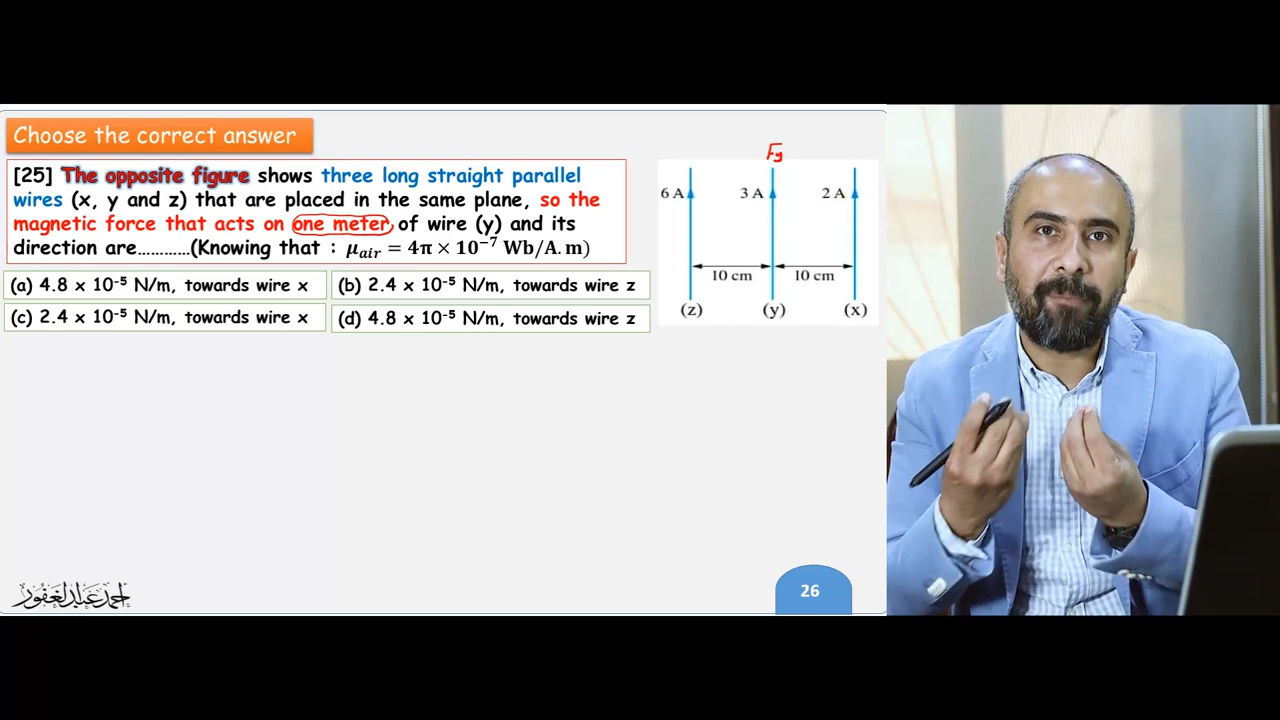 Choose the correct answer
[25] The opposite figure shows three long straight parallel
wires (x, y and z) that are placed in the same plane, so the
magnetic force that acts on one meter of wire (y) and its
direction are............(Knowing that : μair = 4π × 10⁻⁷ Wb/A.m)
(a) 4.8 x 10⁻⁵ N/m, towards wire x
(b) 2.4 x 10⁻⁵ N/m, towards wire z
(c) 2.4 x 10⁻⁵ N/m, towards wire x
(d) 4.8 x 10⁻⁵ N/m, towards wire z
Fy
6 A 3 A 2 A
10 cm 10 cm
(z) (y) (x)
احمد عبد الغفور
26